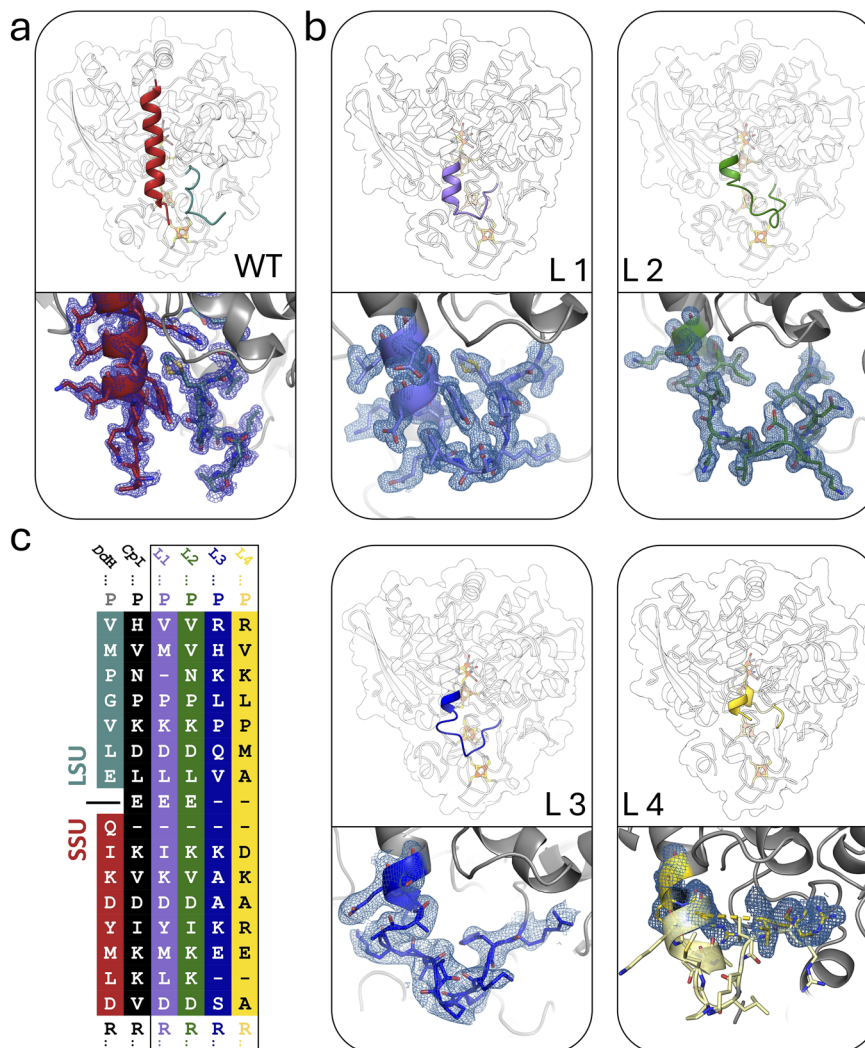 a
WT
b
L 1
L 2
c
DdH CpI L1 L2 L3 L4
⋮ ⋮ ⋮ ⋮ ⋮ ⋮
P P P P P P
V H V V R R
M V M V H V
P N - N K K
G P P P L L
V K K K P P
L D D D Q M
E L L L V A
E E E - -
Q - - - - -
I K I K K D
K V K V A K
D D D D A A
Y I Y I K R
M K M K E E
L K L K - -
D V D D S A
R R R R R R
⋮ ⋮ ⋮ ⋮ ⋮ ⋮
LSU
SSU
L 3
L 4